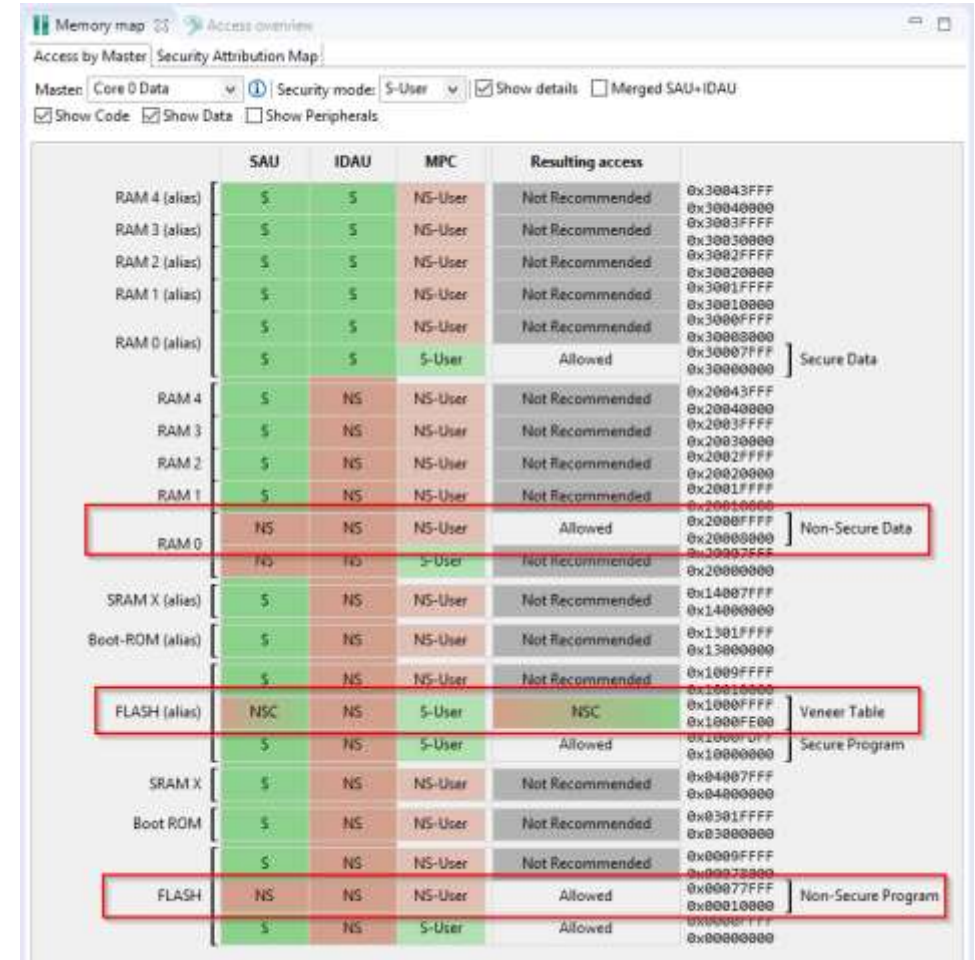 Memory map Access overview
Access by Master Security Attribution Map
Master: Core 0 Data Security mode: S-User Show details Merged SAU+IDAU
Show Code Show Data Show Peripherals
SAU IDAU MPC Resulting access
RAM 4 (alias) S S NS-User Not Recommended 0x30043FFF
0x30040000
RAM 3 (alias) S S NS-User Not Recommended 0x3003FFFF
0x30030000
RAM 2 (alias) S S NS-User Not Recommended 0x3002FFFF
0x30020000
RAM 1 (alias) S S NS-User Not Recommended 0x3001FFFF
0x30010000
RAM 0 (alias) S S NS-User Not Recommended 0x3000FFFF
0x30008000
S S S-User Allowed 0x30007FFF
0x30000000 Secure Data
RAM 4 S NS NS-User Not Recommended 0x20043FFF
0x20040000
RAM 3 S NS NS-User Not Recommended 0x2003FFFF
0x20030000
RAM 2 S NS NS-User Not Recommended 0x2002FFFF
0x20020000
RAM 1 S NS NS-User Not Recommended 0x2001FFFF
0x20010000
RAM 0 NS NS NS-User Allowed 0x2000FFFF
0x20008000 Non-Secure Data
NS NS S-User Not Recommended 0x20007FFF
0x20000000
SRAM X (alias) S NS NS-User Not Recommended 0x14007FFF
0x14000000
Boot-ROM (alias) S NS NS-User Not Recommended 0x1301FFFF
0x13000000
S NS NS-User Not Recommended 0x1009FFFF
0x10010000
FLASH (alias) NSC NS S-User NSC 0x1000FFFF
0x1000FE00 Veneer Table
S NS S-User Allowed 0x1000FDFF
0x10000000 Secure Program
SRAM X S NS NS-User Not Recommended 0x04007FFF
0x04000000
Boot ROM S NS NS-User Not Recommended 0x0301FFFF
0x03000000
S NS NS-User Not Recommended 0x0009FFFF
0x00078000
FLASH NS NS NS-User Allowed 0x00077FFF
0x00010000 Non-Secure Program
S NS S-User Allowed 0x0000FFFF
0x00000000